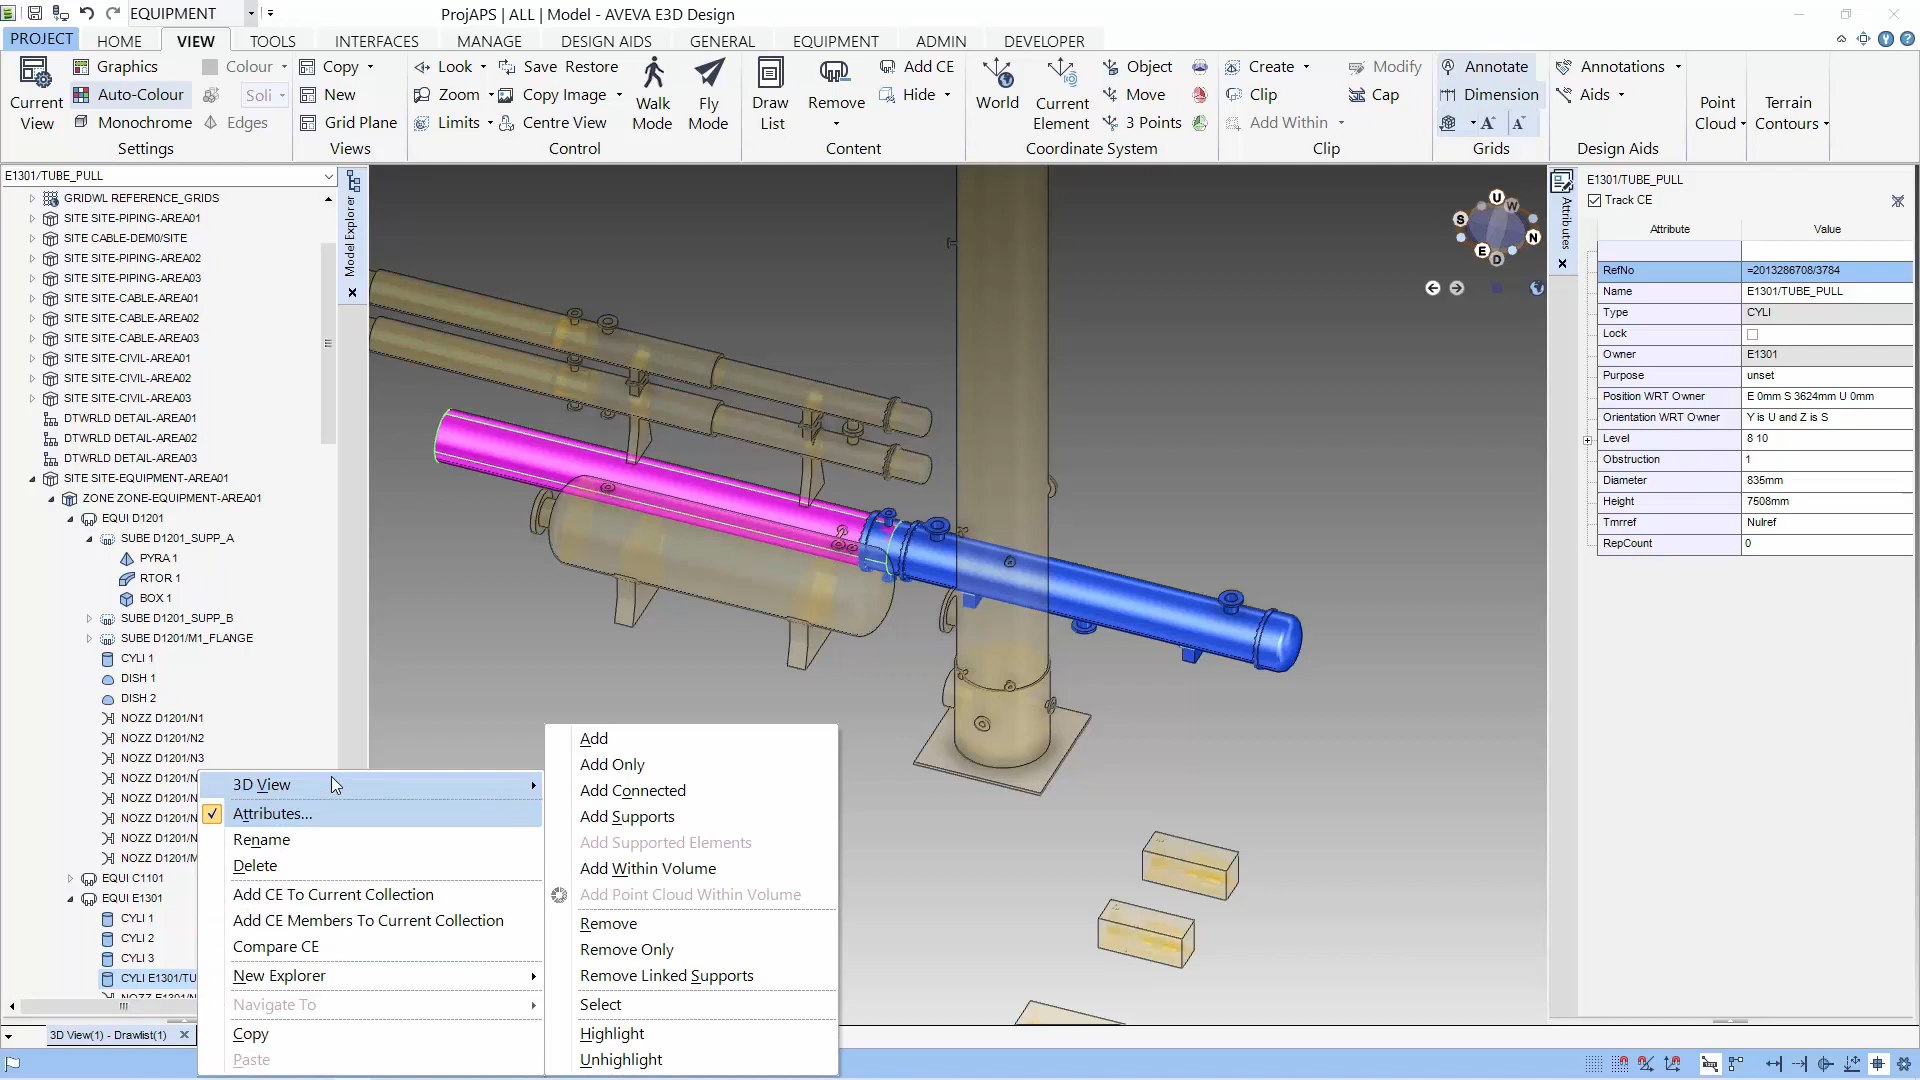 EQUIPMENT
ProjAPS | ALL | Model - AVEVA E3D Design
PROJECT
HOME
VIEW
TOOLS
INTERFACES
MANAGE
DESIGN AIDS
GENERAL
EQUIPMENT
ADMIN
DEVELOPER
Current View
Graphics
Auto-Colour
Monochrome
Colour
Soli
Edges
Settings
Copy
New
Grid Plane
Views
Look
Zoom
Limits
Save Restore
Copy Image
Centre View
Walk Mode
Fly Mode
Control
Draw List
Remove
Add CE
Hide
Content
World
Current Element
Object
Move
3 Points
Coordinate System
Create
Clip
Add Within
Modify
Cap
Clip
Annotate
Dimension
A A
Grids
Annotations
Aids
Design Aids
Point Cloud
Terrain Contours
E1301/TUBE_PULL
GRIDWL REFERENCE_GRIDS
SITE SITE-PIPING-AREA01
SITE CABLE-DEM0/SITE
SITE SITE-PIPING-AREA02
SITE SITE-PIPING-AREA03
SITE SITE-CABLE-AREA01
SITE SITE-CABLE-AREA02
SITE SITE-CABLE-AREA03
SITE SITE-CIVIL-AREA01
SITE SITE-CIVIL-AREA02
SITE SITE-CIVIL-AREA03
DTWRLD DETAIL-AREA01
DTWRLD DETAIL-AREA02
DTWRLD DETAIL-AREA03
SITE SITE-EQUIPMENT-AREA01
ZONE ZONE-EQUIPMENT-AREA01
EQUI D1201
SUBE D1201_SUPP_A
PYRA 1
RTOR 1
BOX 1
SUBE D1201_SUPP_B
SUBE D1201/M1_FLANGE
CYLI 1
DISH 1
DISH 2
NOZZ D1201/N1
NOZZ D1201/N2
NOZZ D1201/N3
NOZZ D1201/N
NOZZ D1201/N
NOZZ D1201/N
NOZZ D1201/N
NOZZ D1201/M
EQUI C1101
EQUI E1301
CYLI 1
CYLI 2
CYLI 3
CYLI E1301/TU
Model Explorer
3D View(1) - Drawlist(1)
3D View
Attributes...
Rename
Delete
Add CE To Current Collection
Add CE Members To Current Collection
Compare CE
New Explorer
Navigate To
Copy
Paste
Add
Add Only
Add Connected
Add Supports
Add Supported Elements
Add Within Volume
Add Point Cloud Within Volume
Remove
Remove Only
Remove Linked Supports
Select
Highlight
Unhighlight
U
W
S
N
E
D
Attributes
E1301/TUBE_PULL
Track CE
Attribute Value
RefNo =2013286708/3784
Name E1301/TUBE_PULL
Type CYLI
Lock
Owner E1301
Purpose unset
Position WRT Owner E 0mm S 3624mm U 0mm
Orientation WRT Owner Y is U and Z is S
Level 8 10
Obstruction 1
Diameter 835mm
Height 7508mm
Tmrref Nulref
RepCount 0